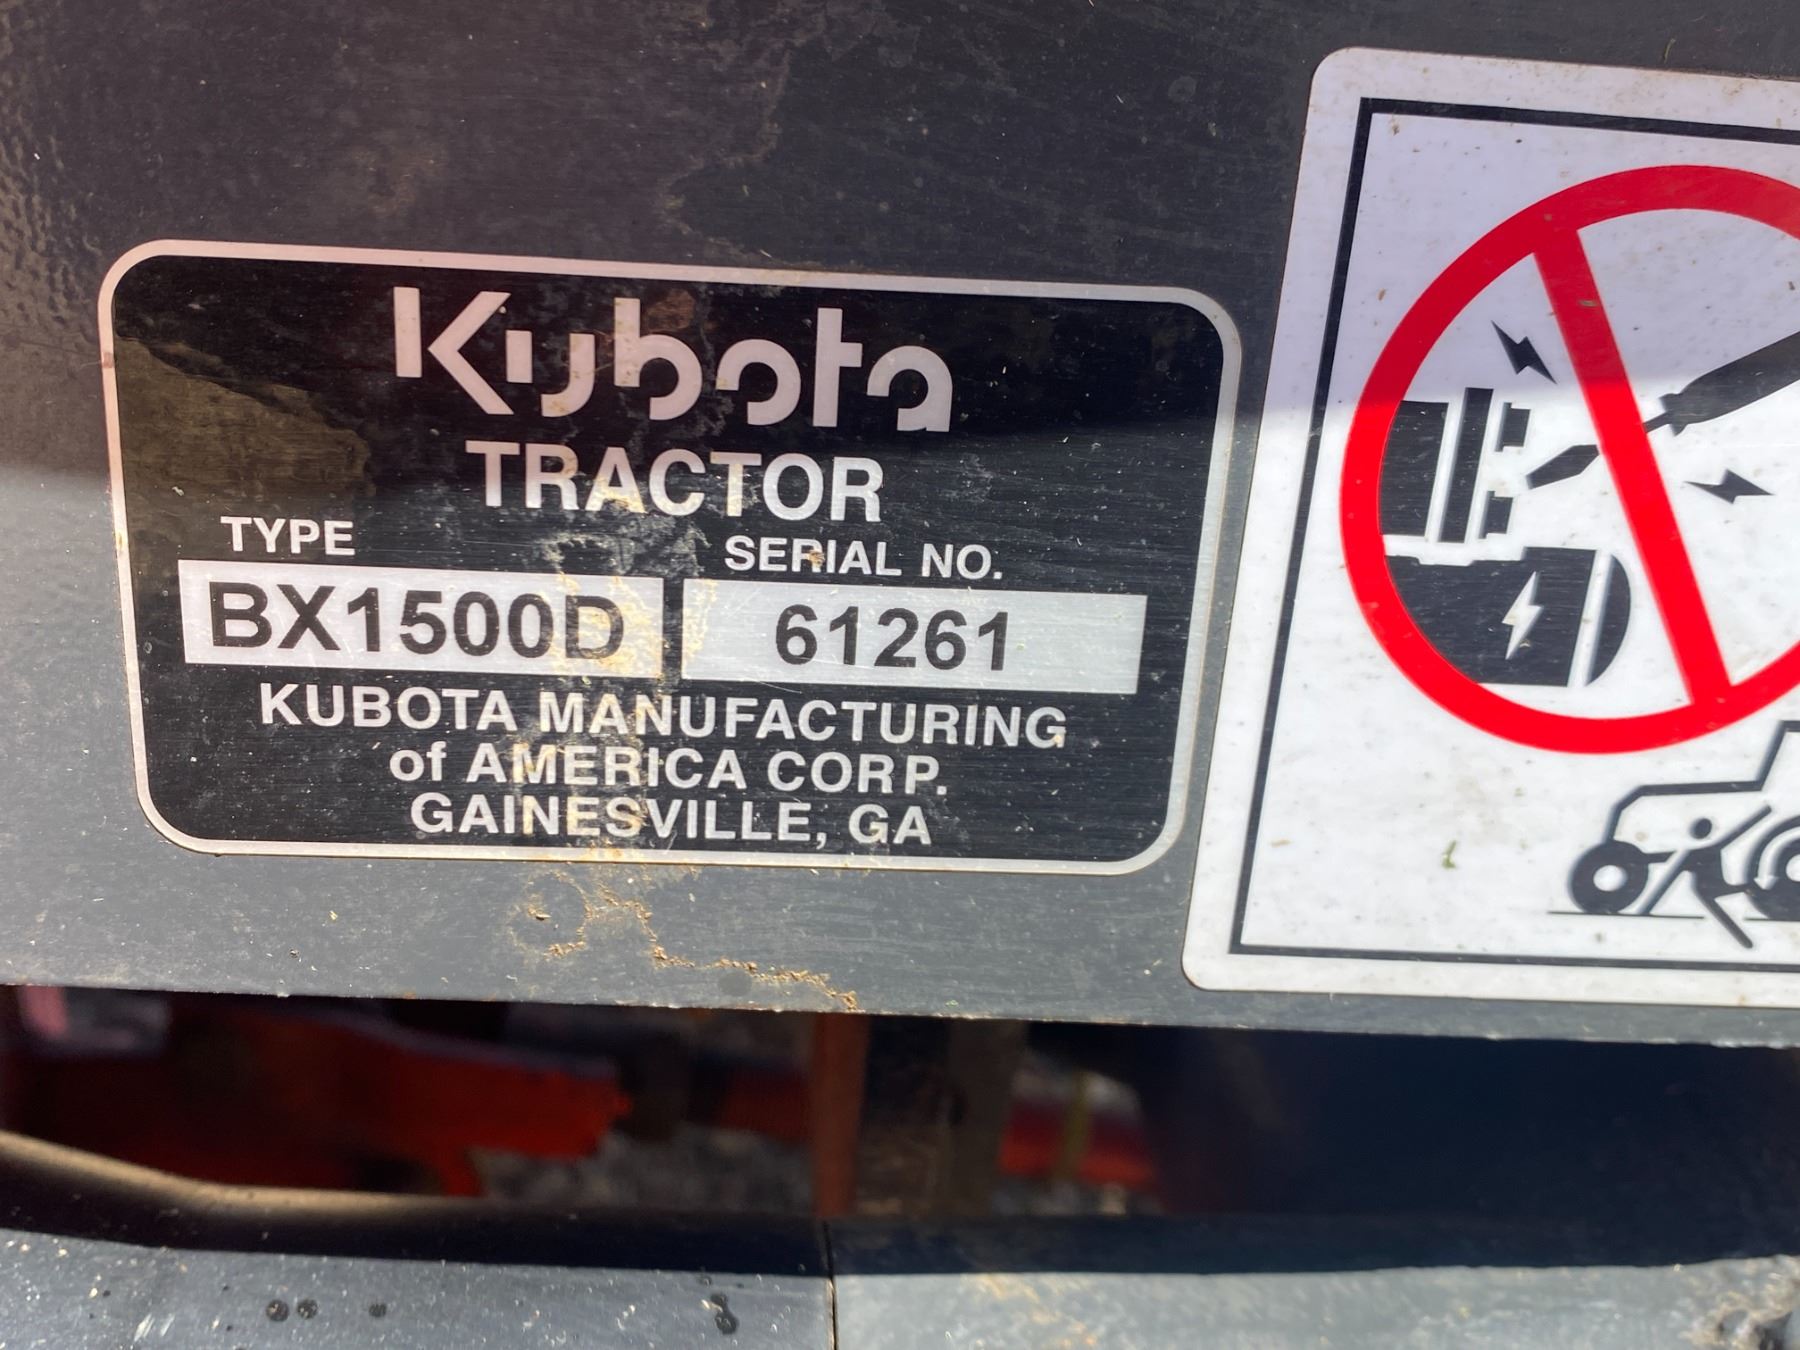 Kubota
TRACTOR
TYPE SERIAL NO.
BX1500D 61261
KUBOTA MANUFACTURING
of AMERICA CORP.
GAINESVILLE, GA